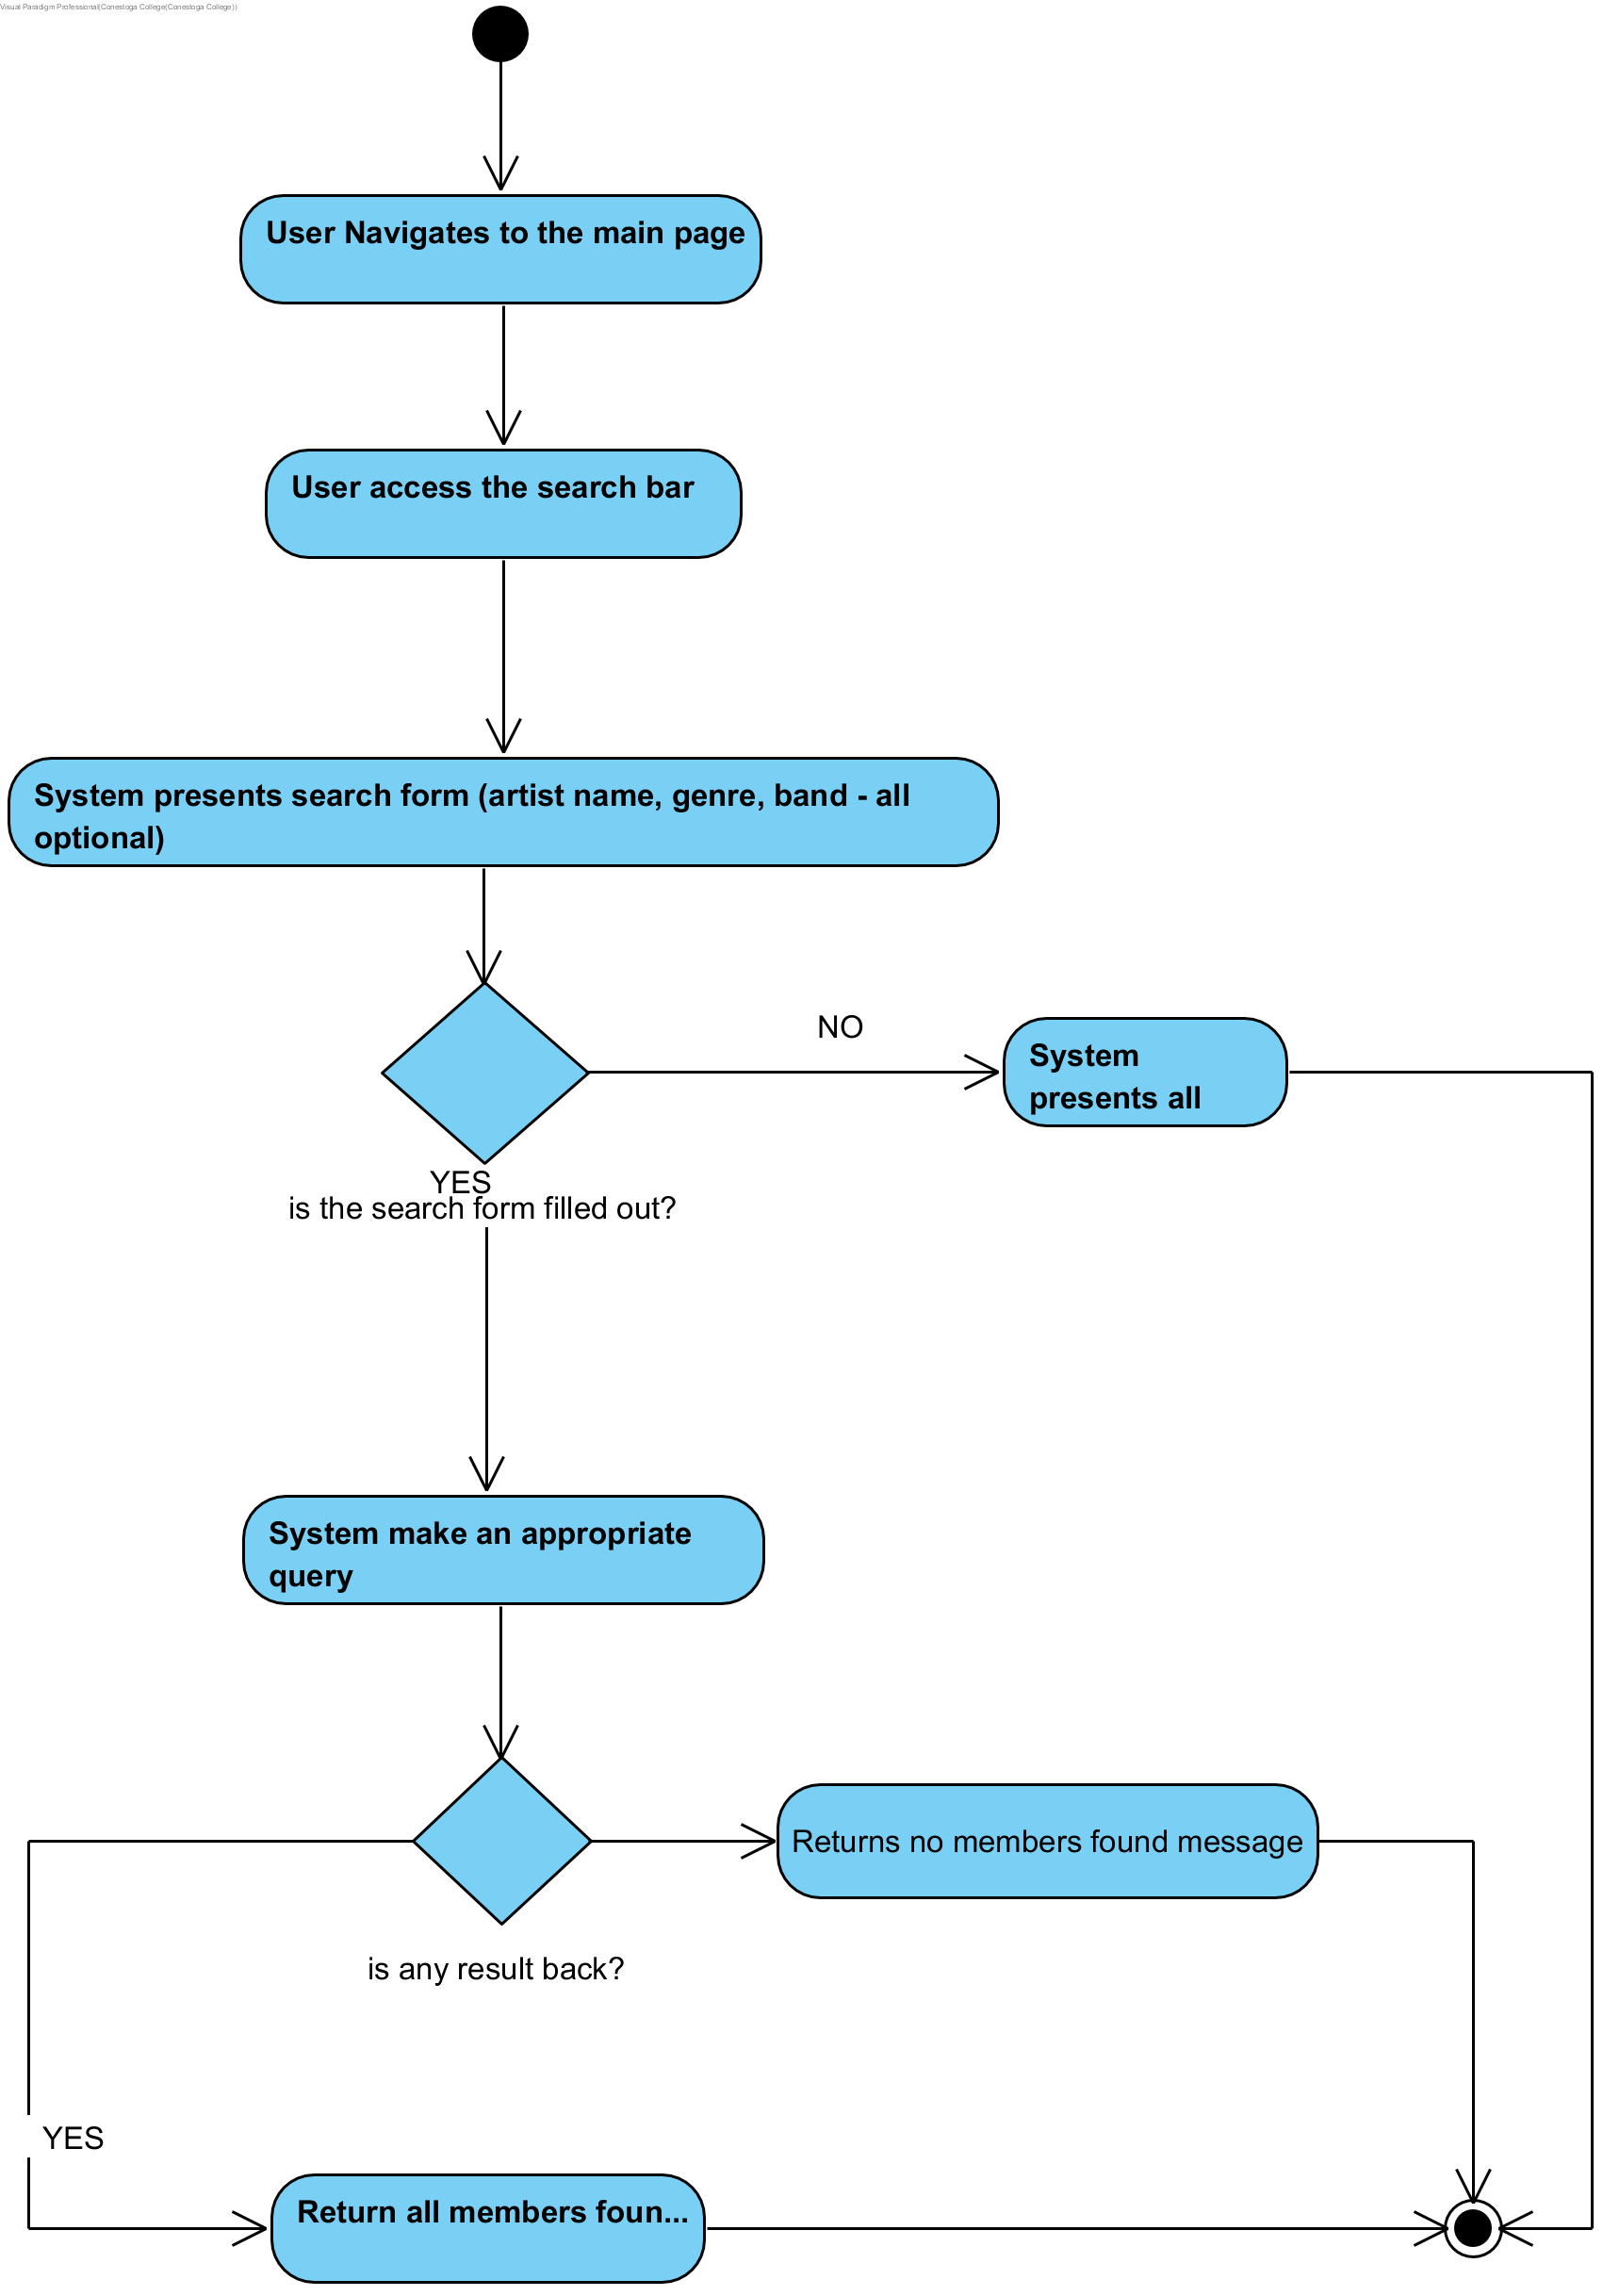 Visual Paradigm Professional(Conestoga College(Conestoga College))
User Navigates to the main page
User access the search bar
System presents search form (artist name, genre, band - all
optional)
NO
System
presents all
YES
is the search form filled out?
System make an appropriate
query
Returns no members found message
is any result back?
YES
Return all members foun...